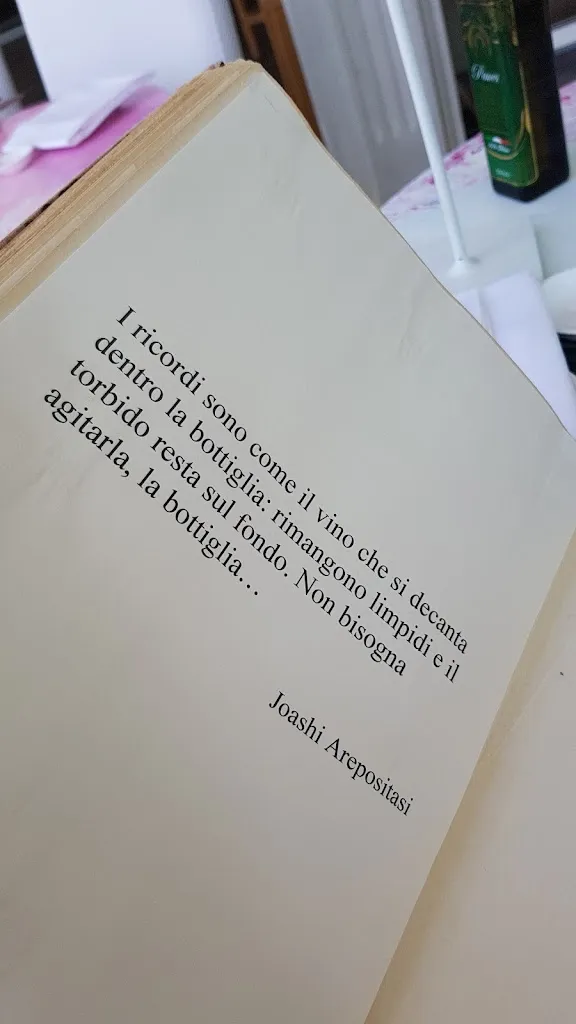 I ricordi sono come il vino che si decanta
dentro la bottiglia: rimangono limpidi e il
torbido resta sul fondo. Non bisogna
agitarla, la bottiglia…
Joashi Arepositasi